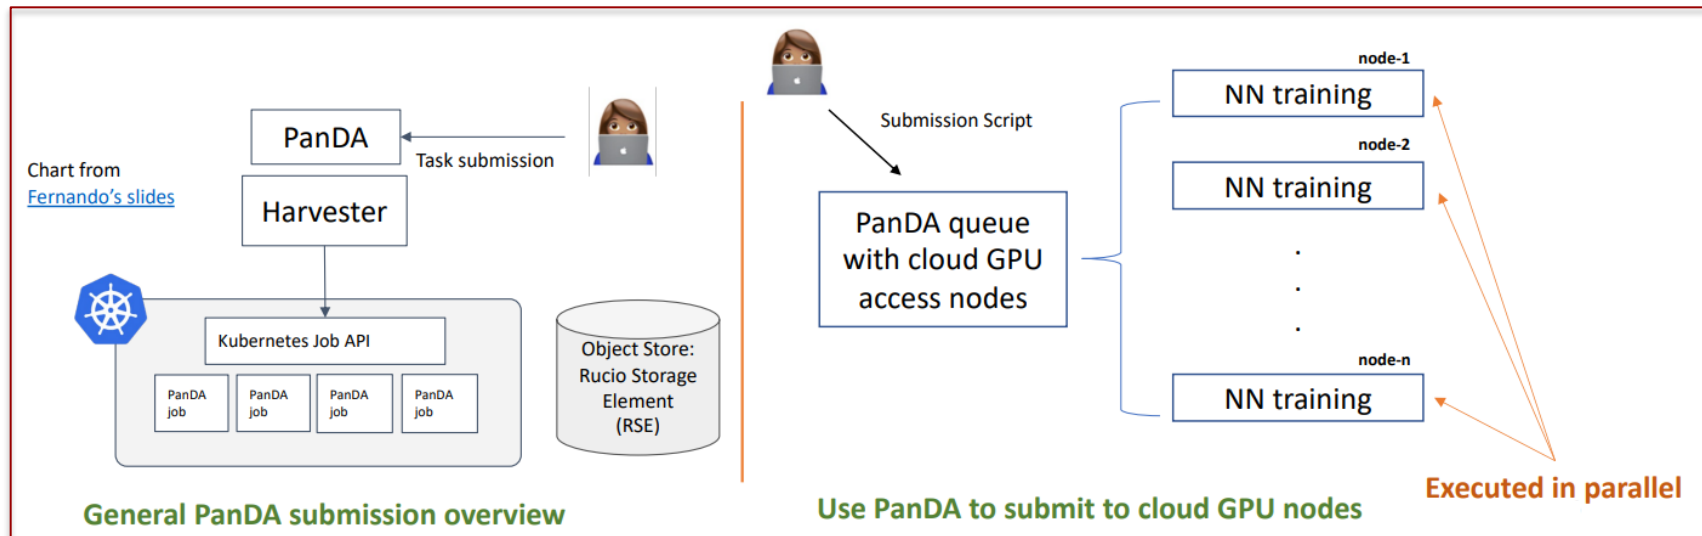 PanDA
Task submission
Chart from
Fernando's slides
Harvester
Kubernetes Job API
PanDA
job
PanDA
job
PanDA
job
PanDA
job
Object Store:
Rucio Storage
Element
(RSE)
General PanDA submission overview
Submission Script
PanDA queue
with cloud GPU
access nodes
node-1
NN training
node-2
NN training
.
.
.
node-n
NN training
Executed in parallel
Use PanDA to submit to cloud GPU nodes